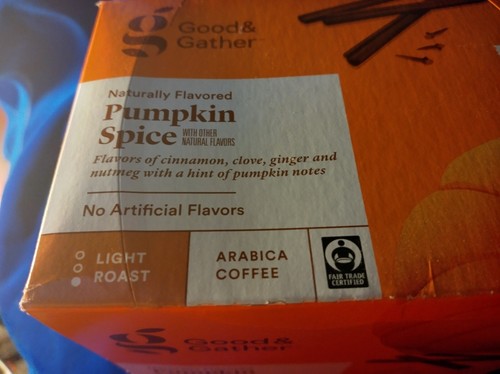 Good&
Gather
Naturally Flavored
Pumpkin
Spice WITH OTHER
NATURAL FLAVORS
Flavors of cinnamon, clove, ginger and
nutmeg with a hint of pumpkin notes
No Artificial Flavors
LIGHT
ROAST
ARABICA
COFFEE
FAIR TRADE
CERTIFIED
Good&
Gather
Pumpkin